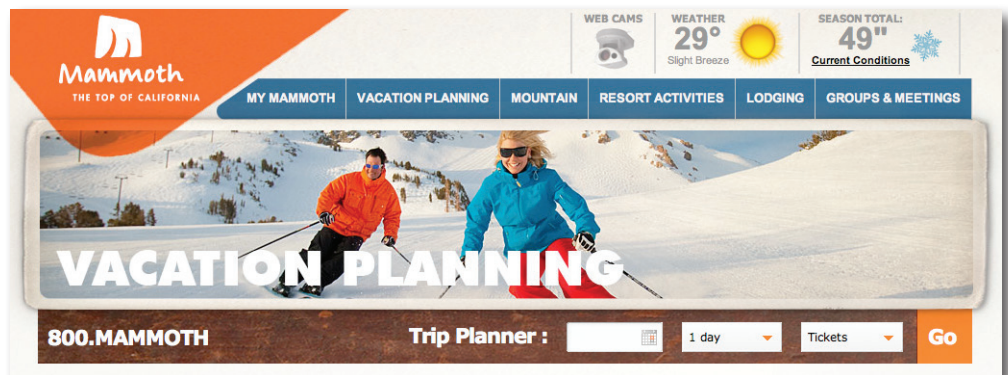 WEB CAMS
WEATHER
29°
Slight Breeze
SEASON TOTAL:
49"
Current Conditions
Mammoth
THE TOP OF CALIFORNIA
MY MAMMOTH VACATION PLANNING MOUNTAIN RESORT ACTIVITIES LODGING GROUPS & MEETINGS
VACATION PLANNING
800.MAMMOTH Trip Planner : 1 day Tickets Go